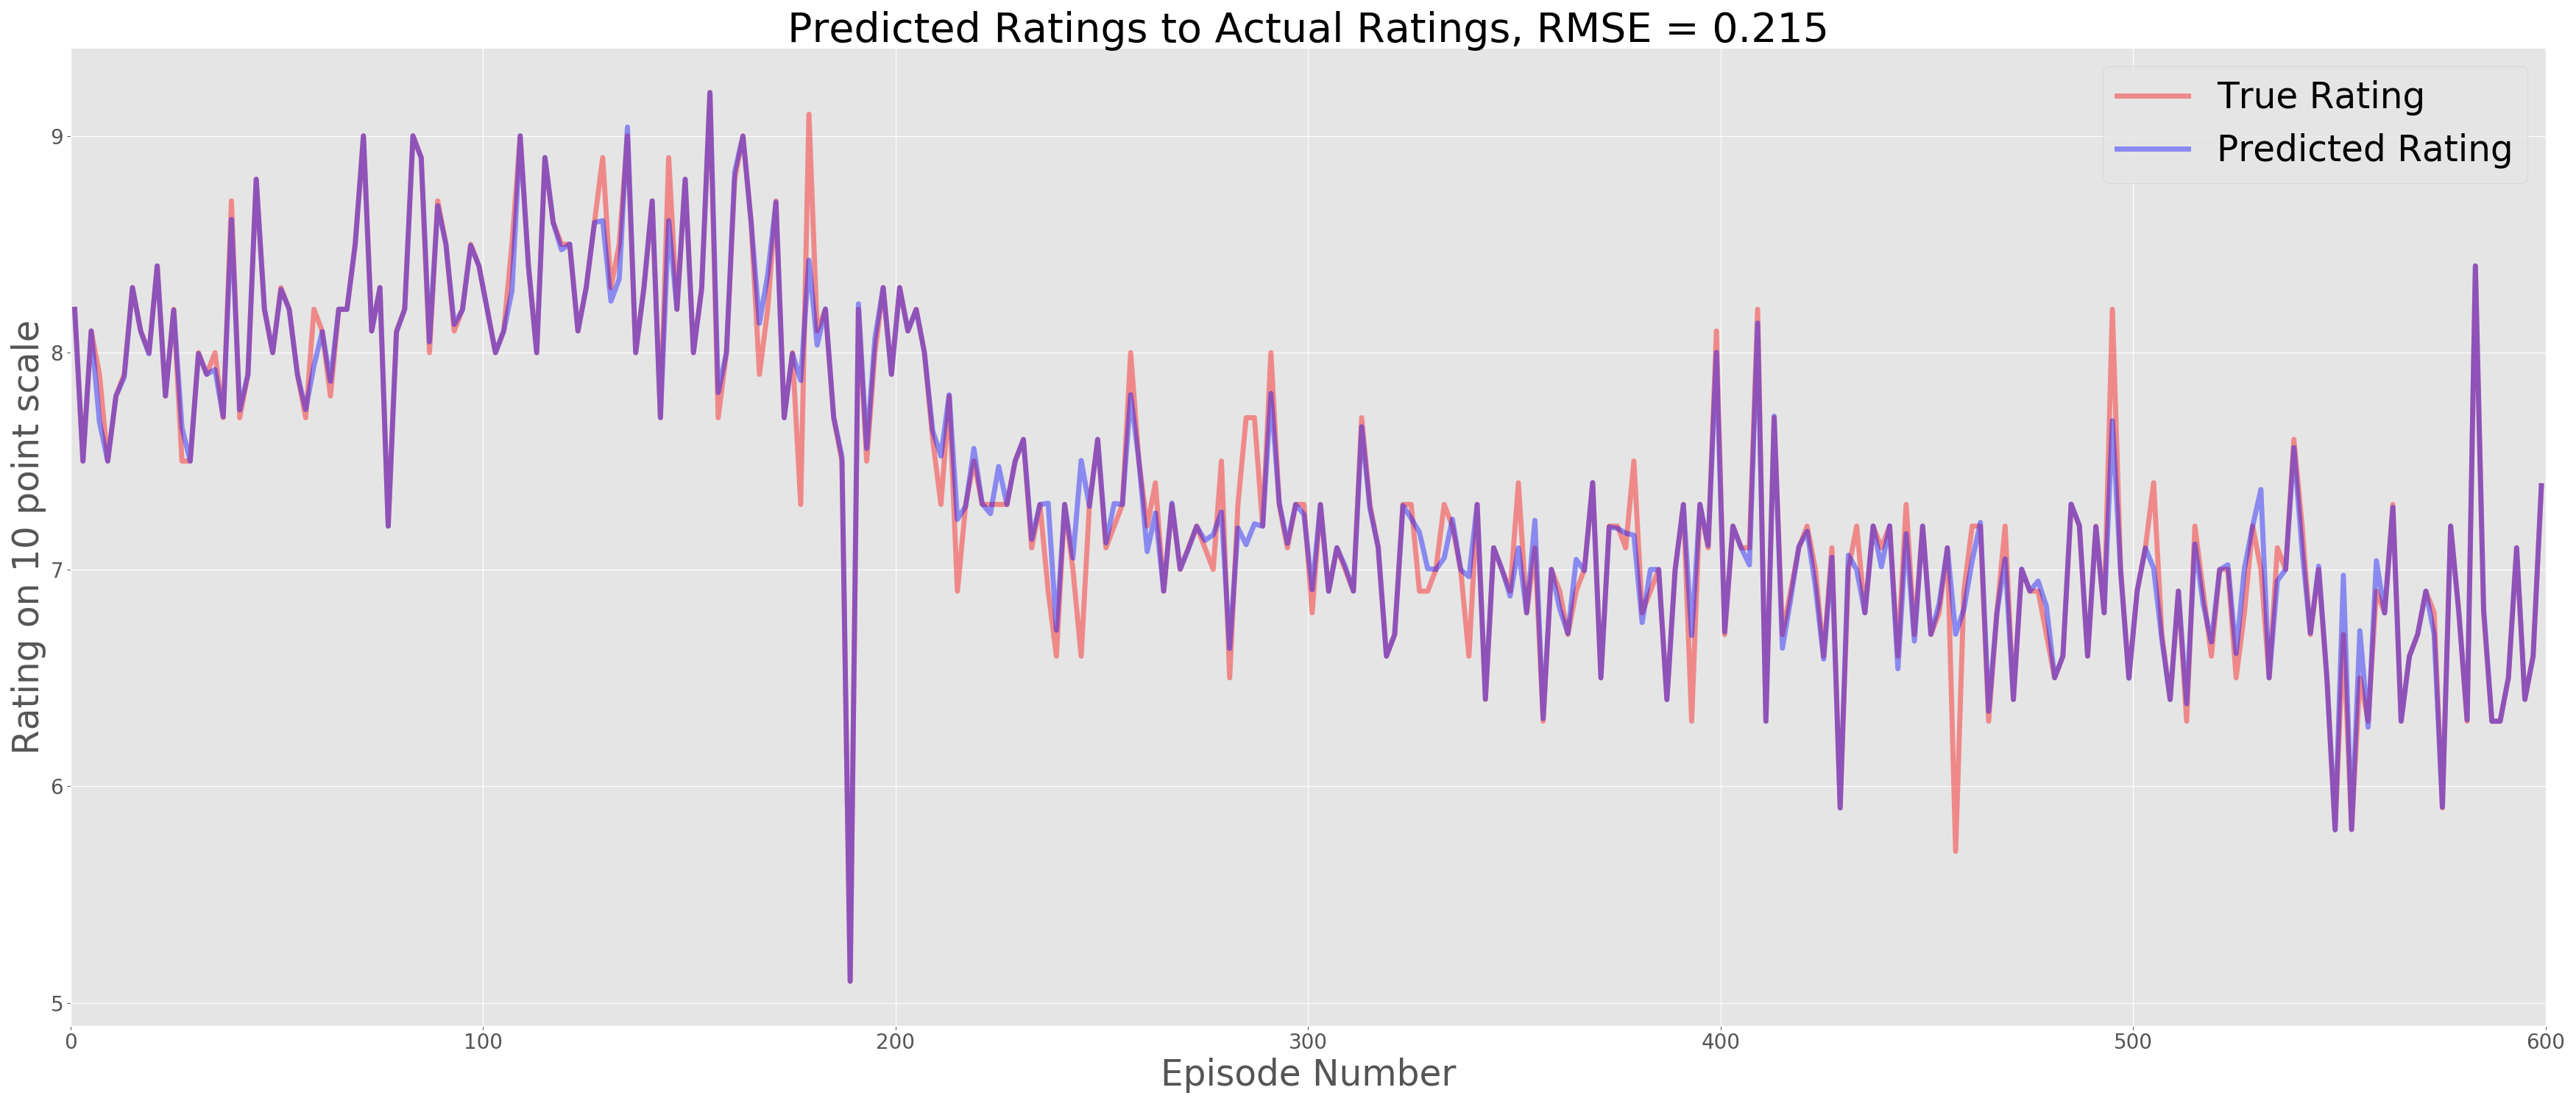 Predicted Ratings to Actual Ratings, RMSE = 0.215
True Rating
Predicted Rating
Rating on 10 point scale
9
8
7
6
5
0 100 200 300 400 500 600
Episode Number